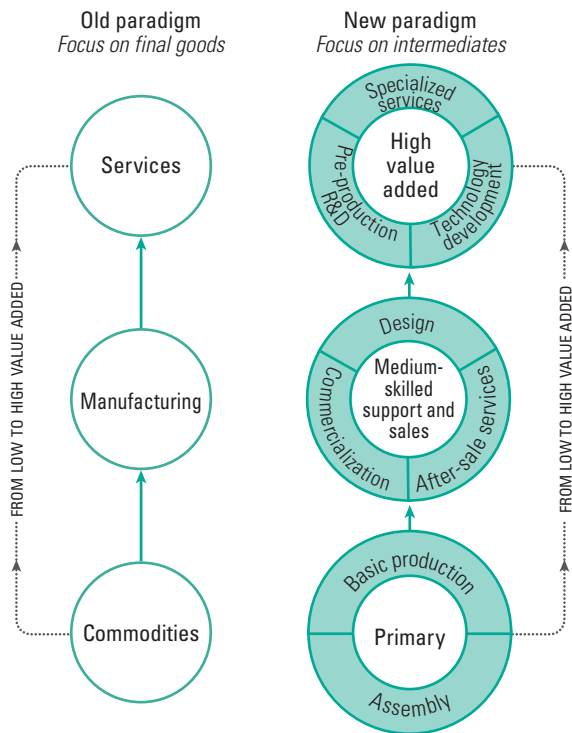 Old paradigm
Focus on final goods
New paradigm
Focus on intermediates
Services
Manufacturing
Commodities
FROM LOW TO HIGH VALUE ADDED
Specialized
services
Pre-production
R&D
Technology
development
High
value
added
Design
Commercialization
After-sale services
Medium-
skilled
support and
sales
Basic production
Primary
Assembly
FROM LOW TO HIGH VALUE ADDED